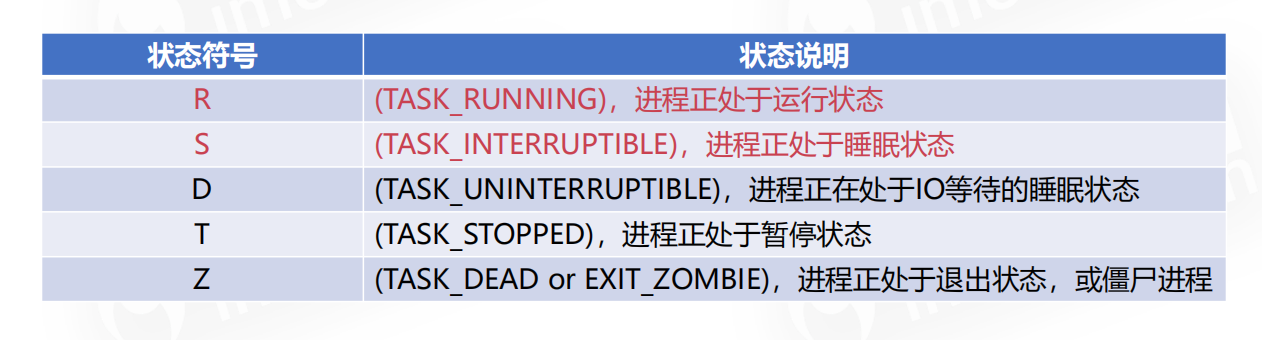 状态符号 状态说明
R (TASK_RUNNING)，进程正处于运行状态
S (TASK_INTERRUPTIBLE)，进程正处于睡眠状态
D (TASK_UNINTERRUPTIBLE)，进程正在处于IO等待的睡眠状态
T (TASK_STOPPED)，进程正处于暂停状态
Z (TASK_DEAD or EXIT_ZOMBIE)，进程正处于退出状态，或僵尸进程